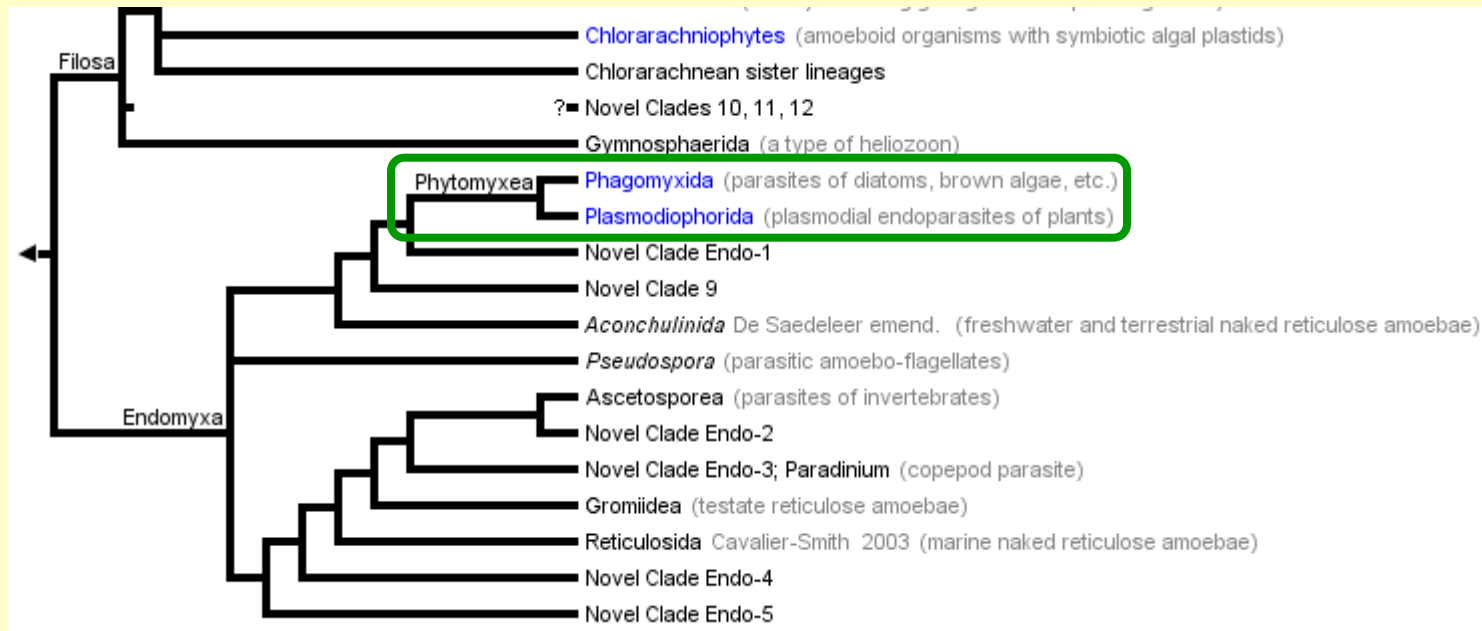 Chlorarachniophytes (amoeboid organisms with symbiotic algal plastids)
Filosa
Chlorarachnean sister lineages
?
Novel Clades 10, 11, 12
Gymnosphaerida (a type of heliozoon)
Phytomyxea
Phagomyxida (parasites of diatoms, brown algae, etc.)
Plasmodiophorida (plasmodial endoparasites of plants)
Novel Clade Endo-1
Novel Clade 9
Aconchulinida De Saedeleer emend. (freshwater and terrestrial naked reticulose amoebae)
Pseudospora (parasitic amoebo-flagellates)
Ascetosporea (parasites of invertebrates)
Endomyxa
Novel Clade Endo-2
Novel Clade Endo-3; Paradinium (copepod parasite)
Gromiidea (testate reticulose amoebae)
Reticulosida Cavalier-Smith 2003 (marine naked reticulose amoebae)
Novel Clade Endo-4
Novel Clade Endo-5